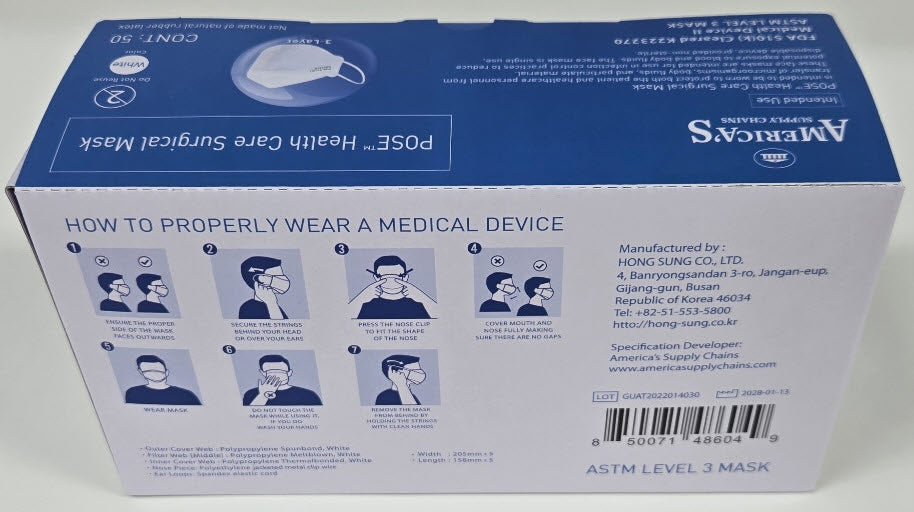 POSE™ Health Care Surgical Mask
Do Not Reuse
Color
White
CONT: 50
Not made of natural rubber latex
3-Layer
AMERICA'S
SUPPLY CHAINS
Intended Use
POSE™ Health Care Surgical Mask
is intended to be worn to protect both the patient and healthcare personnel from
transfer of microorganisms, body fluids, and particulate material.
These face masks are intended for use in infection control practices to reduce
potential exposure to blood and body fluids. The face mask is single use,
disposable device, provided non-sterile.
Medical Device II
FDA 510(k) Cleared K223270
ASTM LEVEL 3 MASK
HOW TO PROPERLY WEAR A MEDICAL DEVICE
1
ENSURE THE PROPER
SIDE OF THE MASK
FACES OUTWARDS
2
SECURE THE STRINGS
BEHIND YOUR HEAD
OR OVER YOUR EARS
3
PRESS THE NOSE CLIP
TO FIT THE SHAPE
OF THE NOSE
4
COVER MOUTH AND
NOSE FULLY MAKING
SURE THERE ARE NO GAPS
5
WEAR MASK
6
DO NOT TOUCH THE
MASK WHILE USING IT,
IF YOU DO
WASH YOUR HANDS
7
REMOVE THE MASK
FROM BEHIND BY
HOLDING THE STRINGS
WITH CLEAN HANDS
• Outer Cover Web : Polypropylene Spunbond, White
• Filter Web (Middle) : Polypropylene Meltblown, White
• Inner Cover Web : Polypropylene Thermalbonded, White
• Nose Piece: Polyethylene jacketed metal clip wire
• Ear Loops: Spandex elastic cord
• Width : 205mm±5
• Length : 158mm±5
Manufactured by :
HONG SUNG CO., LTD.
4, Banryongsandan 3-ro, Jangan-eup,
Gijang-gun, Busan
Republic of Korea 46034
Tel: +82-51-553-5800
http://hong-sung.co.kr
Specification Developer:
America's Supply Chains
www.americasupplychains.com
LOT GUAT2022014030
2028-01-13
8 50071 48604 9
ASTM LEVEL 3 MASK